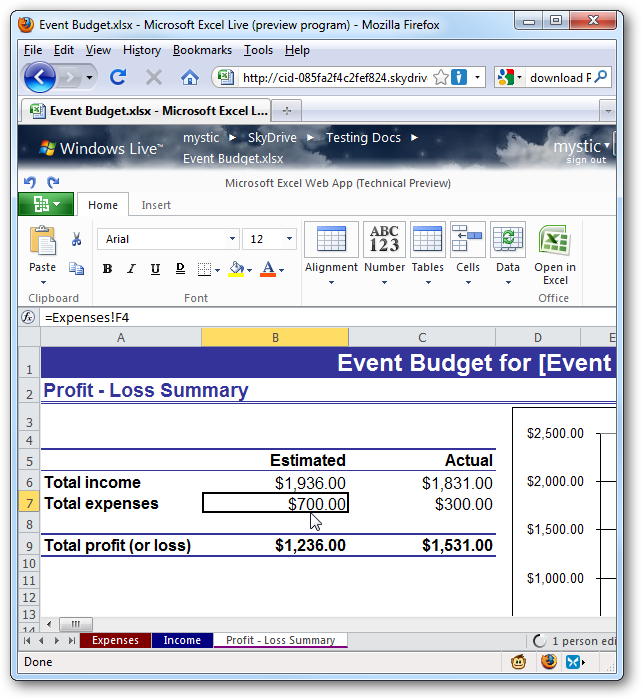 Event Budget.xlsx - Microsoft Excel Live (preview program) - Mozilla Firefox
File Edit View History Bookmarks Tools Help
http://cid-085fa2f4c2fef824.skydriv
download F
Event Budget.xlsx - Microsoft Excel L...
Windows Live™
mystic ► SkyDrive ► Testing Docs ►
Event Budget.xlsx
mystic
sign out
Microsoft Excel Web App (Technical Preview)
Home Insert
Paste
Clipboard
Arial 12
B I U D A
Font
ABC
123
Alignment Number Tables Cells Data Open in
Excel
Office
fx =Expenses!F4
A B C D E
1 Event Budget for [Event
2 Profit - Loss Summary
3 $2,500.00
4
5 Estimated Actual
6 Total income $1,936.00 $1,831.00 $2,000.00
7 Total expenses $700.00 $300.00
8 $1,500.00
9 Total profit (or loss) $1,236.00 $1,531.00
10
11 $1,000.00
12
13
14
Expenses Income Profit - Loss Summary 1 person edi
Done